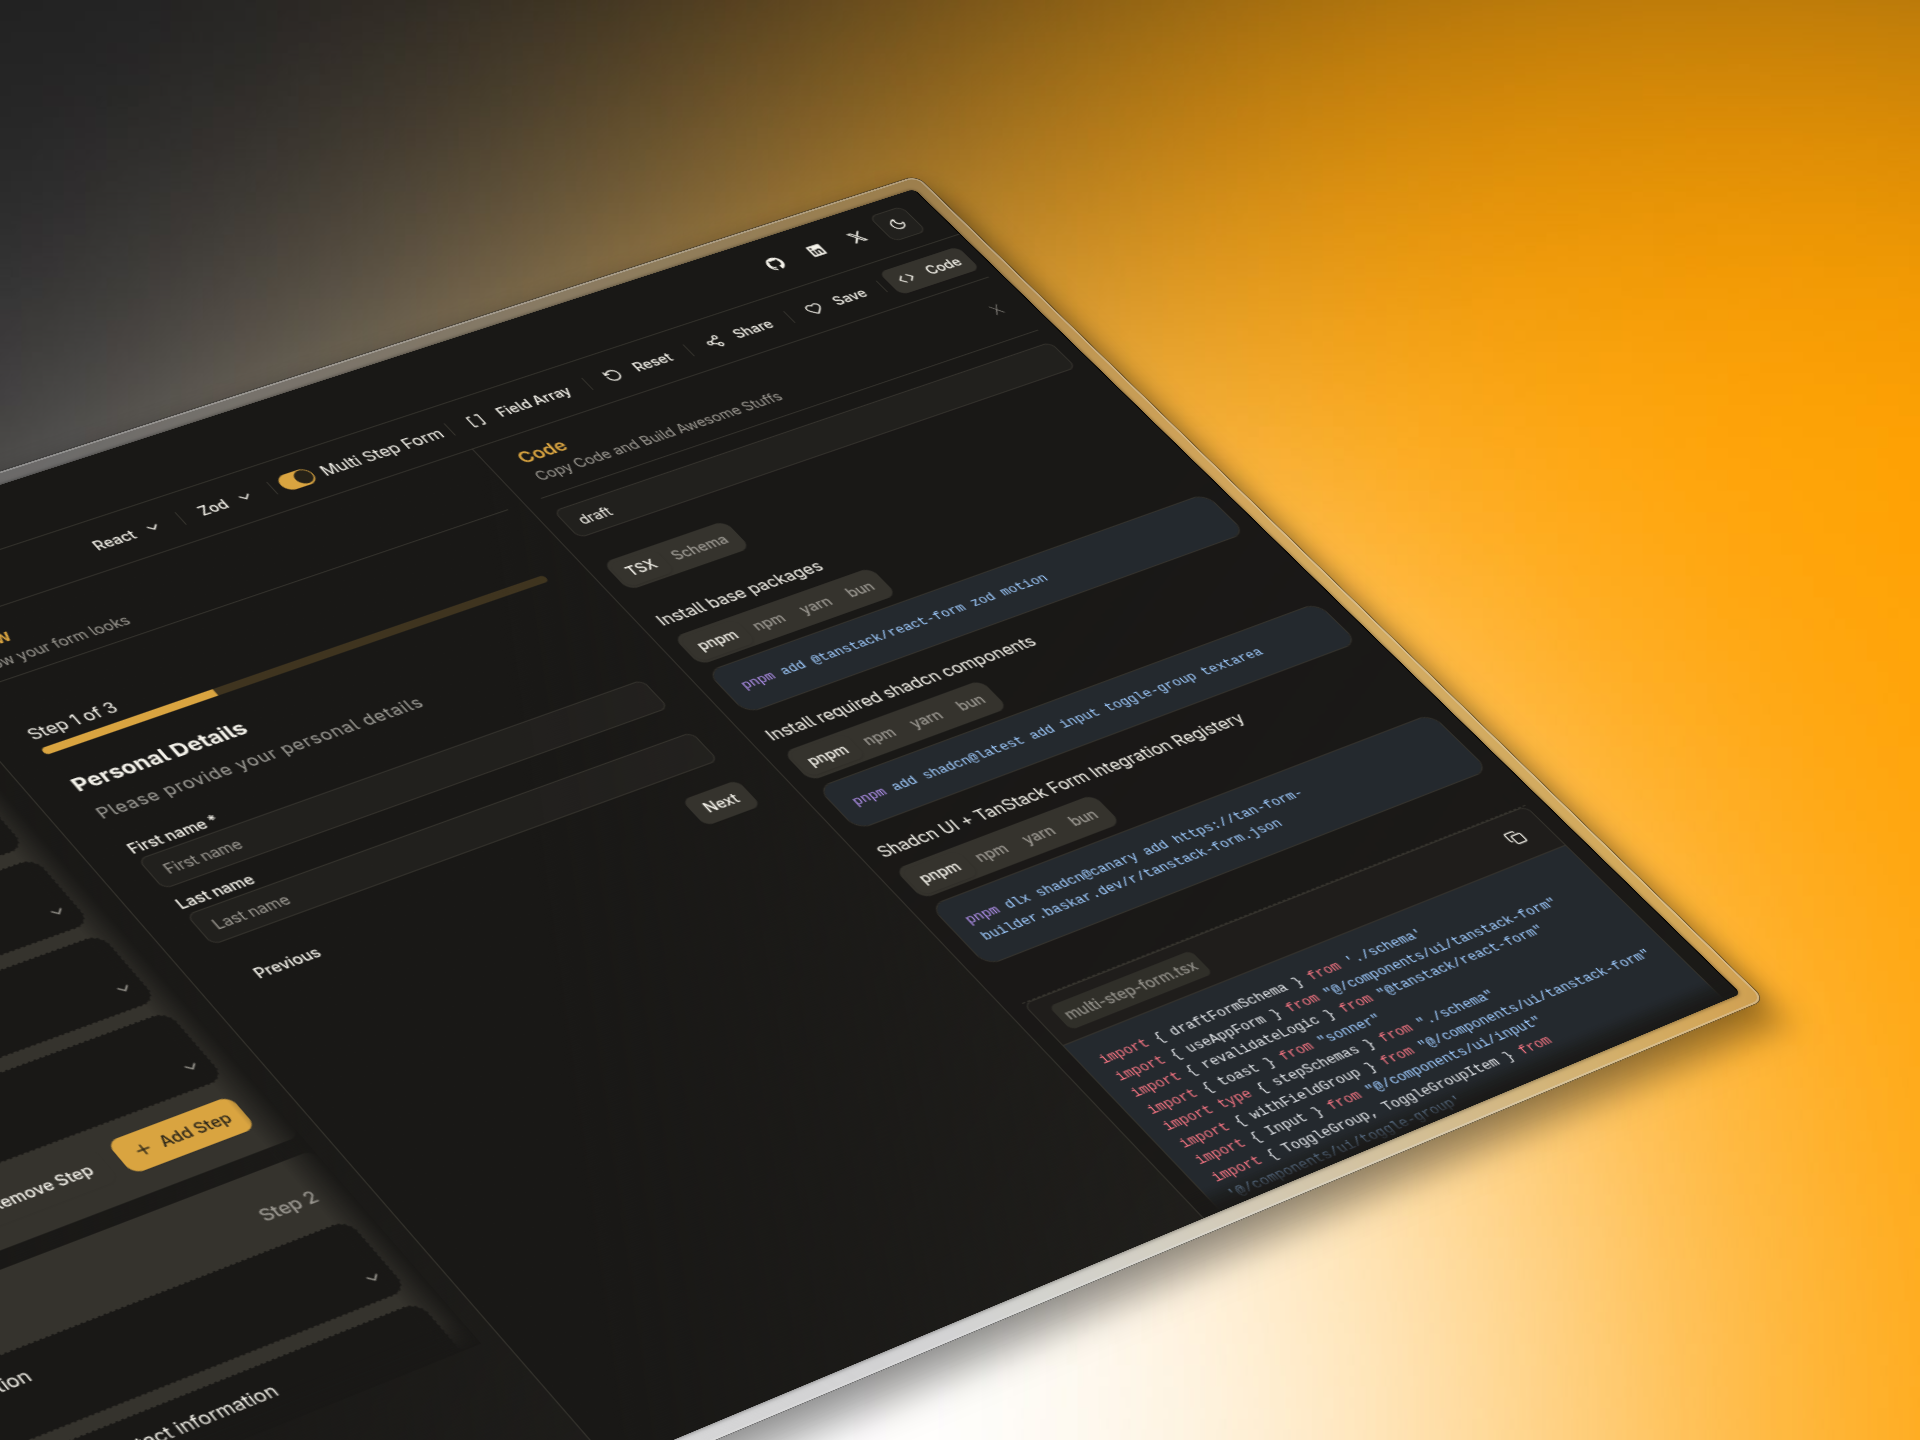 Code
Save
Share
Reset
[ ] Field Array
Multi Step Form
Zod
React
your form looks
Step 1 of 3
Personal Details
Please provide your personal details
First name *
First name
Last name
Last name
Previous
Next
Remove Step
+ Add Step
Step 2
information
Code
Copy Code and Build Awesome Stuffs
draft
TSX Schema
Install base packages
pnpm npm yarn bun
pnpm add @tanstack/react-form zod motion
Install required shadcn components
pnpm npm yarn bun
pnpm add shadcn@latest add input toggle-group textarea
Shadcn UI + TanStack Form Integration Registery
pnpm npm yarn bun
pnpm dlx shadcn@canary add https://tan-form-
builder.baskar.dev/r/tanstack-form.json
multi-step-form.tsx
import { draftFormSchema } from './schema'
import { useAppForm } from "@/components/ui/tanstack-form"
import { revalidateLogic } from "@tanstack/react-form"
import { toast } from "sonner"
import type { stepSchemas } from "./schema"
import { withFieldGroup } from "@/components/ui/tanstack-form"
import { Input } from "@/components/ui/input"
import { ToggleGroup, ToggleGroupItem } from
'@/components/ui/toggle-group'